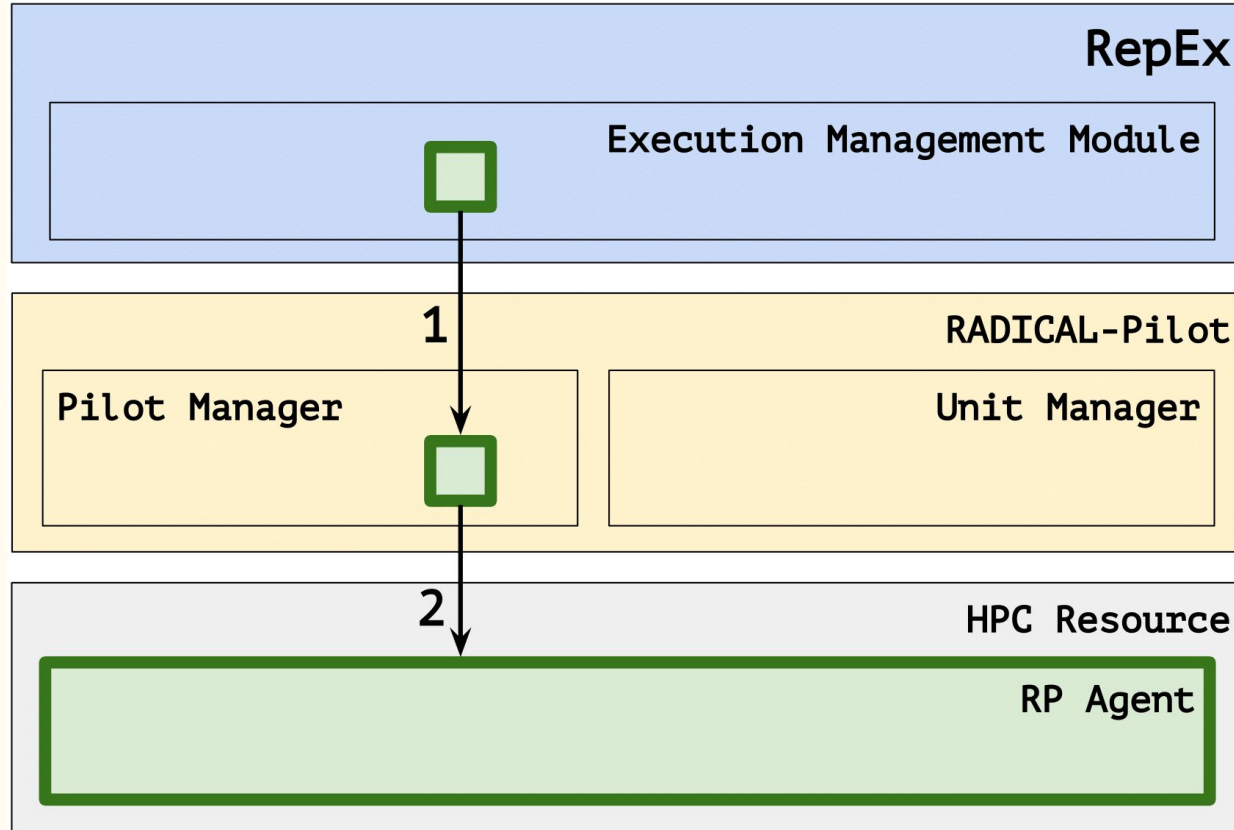 RepEx
Execution Management Module
1
RADICAL-Pilot
Pilot Manager
Unit Manager
2
HPC Resource
RP Agent